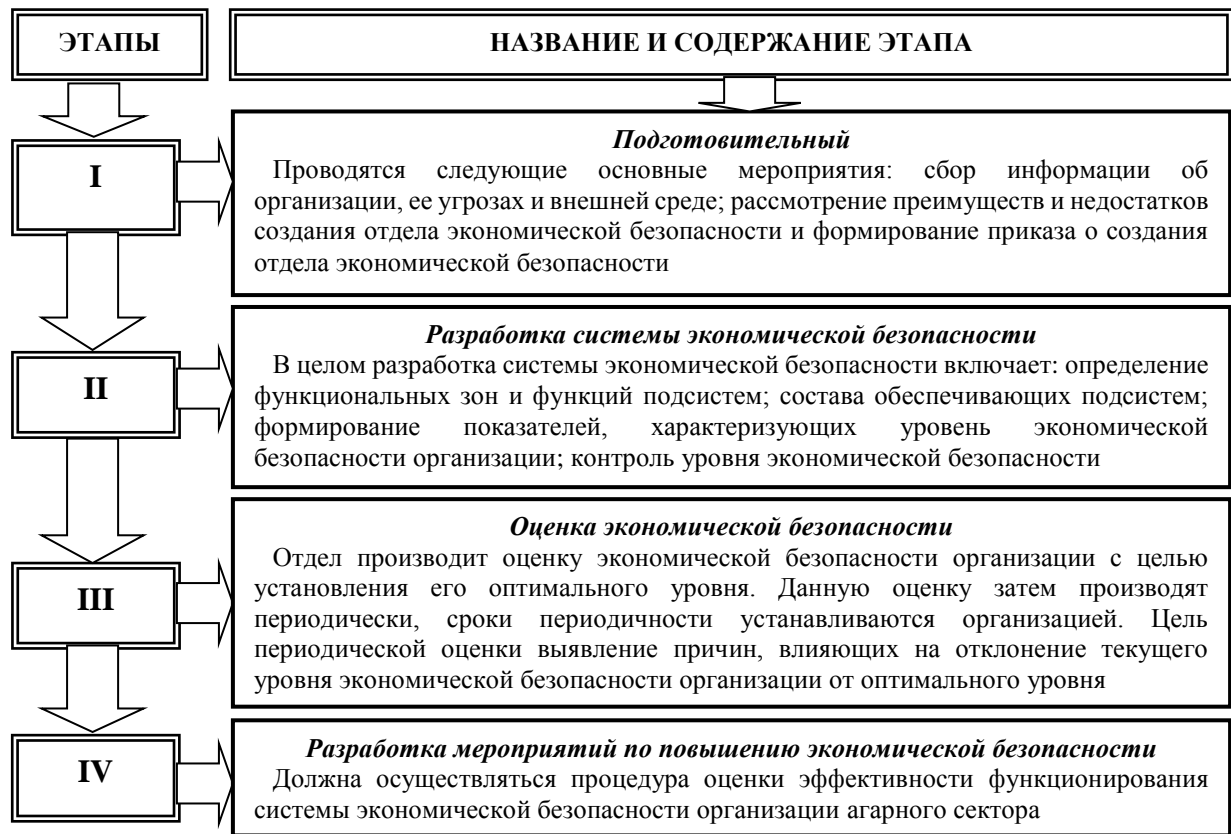 ЭТАПЫ
НАЗВАНИЕ И СОДЕРЖАНИЕ ЭТАПА
I
Подготовительный
Проводятся следующие основные мероприятия: сбор информации об
организации, ее угрозах и внешней среде; рассмотрение преимуществ и недостатков
создания отдела экономической безопасности и формирование приказа о создания
отдела экономической безопасности
II
Разработка системы экономической безопасности
В целом разработка системы экономической безопасности включает: определение
функциональных зон и функций подсистем; состава обеспечивающих подсистем;
формирование показателей, характеризующих уровень экономической
безопасности организации; контроль уровня экономической безопасности
III
Оценка экономической безопасности
Отдел производит оценку экономической безопасности организации с целью
установления его оптимального уровня. Данную оценку затем производят
периодически, сроки периодичности устанавливаются организацией. Цель
периодической оценки выявление причин, влияющих на отклонение текущего
уровня экономической безопасности организации от оптимального уровня
IV
Разработка мероприятий по повышению экономической безопасности
Должна осуществляться процедура оценки эффективности функционирования
системы экономической безопасности организации агарного сектора